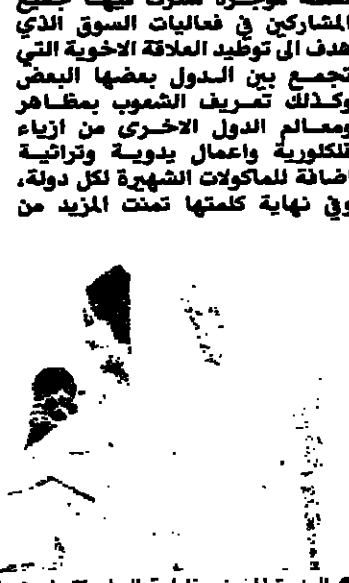 المشاركين في فعاليات السوق الذي
هدف الى توطيد العلاقة الاخوية التي
تجمع بين الدول بعضها البعض
وكذلك تعريف الشعوب بمظاهر
ومعالم الدول الاخرى من ازياء
فلكلورية واعمال يدوية وتراثية
اضافة للماكولات الشهيرة لكل دولة،
وفي نهاية كلمتها تمنت المزيد من